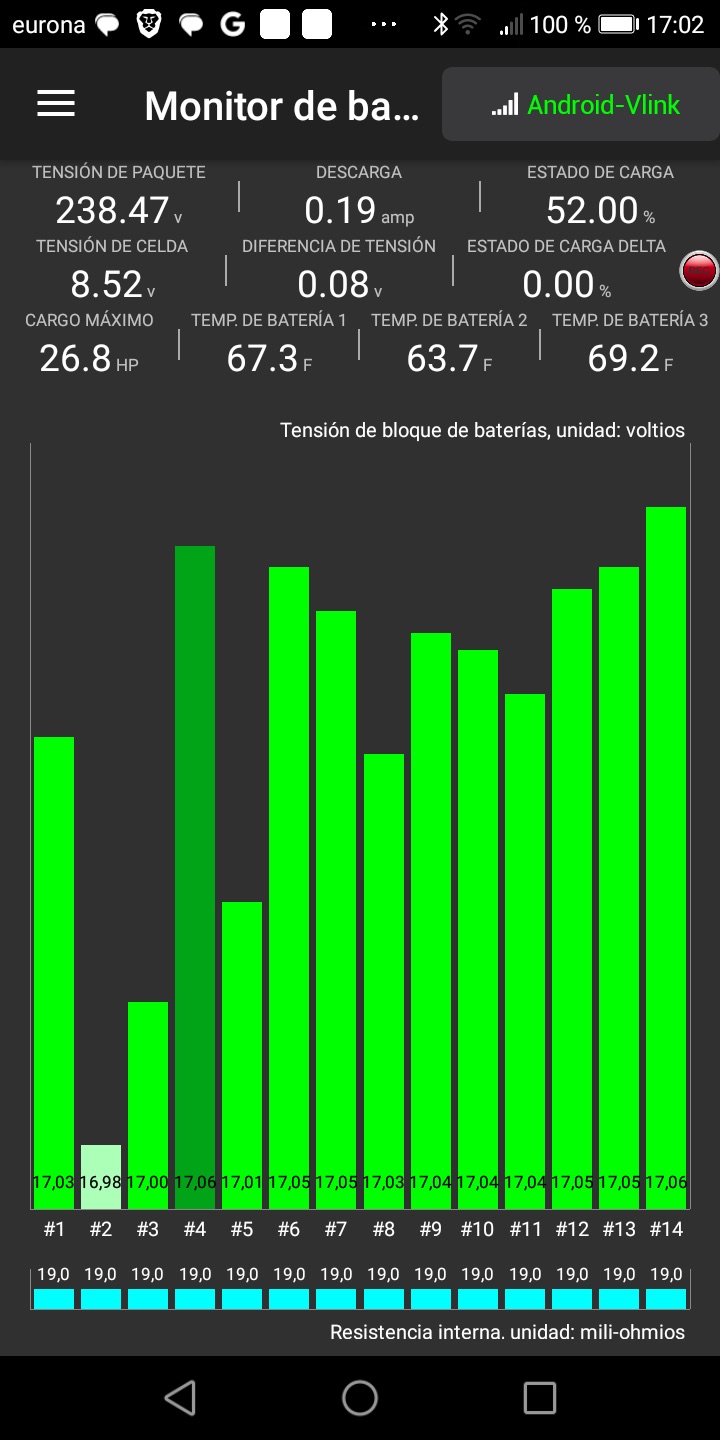 eurona ... 100 % 17:02
Monitor de ba... Android-Vlink
TENSIÓN DE PAQUETE DESCARGA ESTADO DE CARGA
238.47 v 0.19 amp 52.00 %
TENSIÓN DE CELDA DIFERENCIA DE TENSIÓN ESTADO DE CARGA DELTA
8.52 v 0.08 v 0.00 %
CARGO MÁXIMO TEMP. DE BATERÍA 1 TEMP. DE BATERÍA 2 TEMP. DE BATERÍA 3
26.8 HP 67.3 F 63.7 F 69.2 F
Tensión de bloque de baterías, unidad: voltios
17,03 16,98 17,00 17,06 17,01 17,05 17,05 17,03 17,04 17,04 17,04 17,05 17,05 17,06
#1 #2 #3 #4 #5 #6 #7 #8 #9 #10 #11 #12 #13 #14
19,0 19,0 19,0 19,0 19,0 19,0 19,0 19,0 19,0 19,0 19,0 19,0 19,0 19,0
Resistencia interna. unidad: mili-ohmios